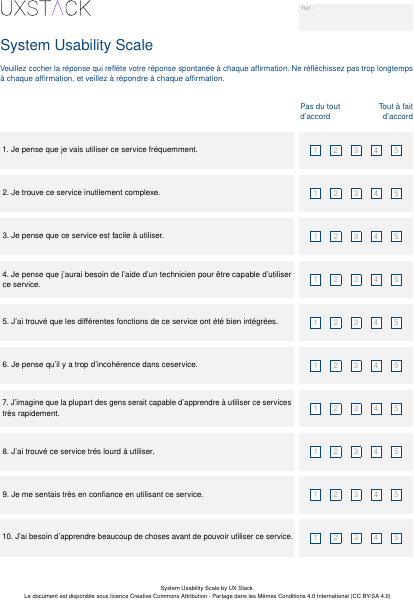 UXSTACK
Ref :
System Usability Scale
Veuillez cocher la réponse qui reflète votre réponse spontanée à chaque affirmation. Ne réfléchissez pas trop longtemps
à chaque affirmation, et veillez à répondre à chaque affirmation.
Pas du tout Tout à fait
d'accord d'accord
1. Je pense que je vais utiliser ce service fréquemment. 1 2 3 4 5
2. Je trouve ce service inutilement complexe. 1 2 3 4 5
3. Je pense que ce service est facile à utiliser. 1 2 3 4 5
4. Je pense que j'aurai besoin de l'aide d'un technicien pour être capable d'utiliser
ce service. 1 2 3 4 5
5. J'ai trouvé que les différentes fonctions de ce service ont été bien intégrées. 1 2 3 4 5
6. Je pense qu'il y a trop d'incohérence dans ceservice. 1 2 3 4 5
7. J'imagine que la plupart des gens serait capable d'apprendre à utiliser ce services
très rapidement. 1 2 3 4 5
8. J'ai trouvé ce service très lourd à utiliser. 1 2 3 4 5
9. Je me sentais très en confiance en utilisant ce service. 1 2 3 4 5
10. J'ai besoin d'apprendre beaucoup de choses avant de pouvoir utiliser ce service. 1 2 3 4 5
System Usability Scale by UX Stack
Le document est disponible sous licence Creative Commons Attribution - Partage dans les Mêmes Conditions 4.0 International (CC BY-SA 4.0)